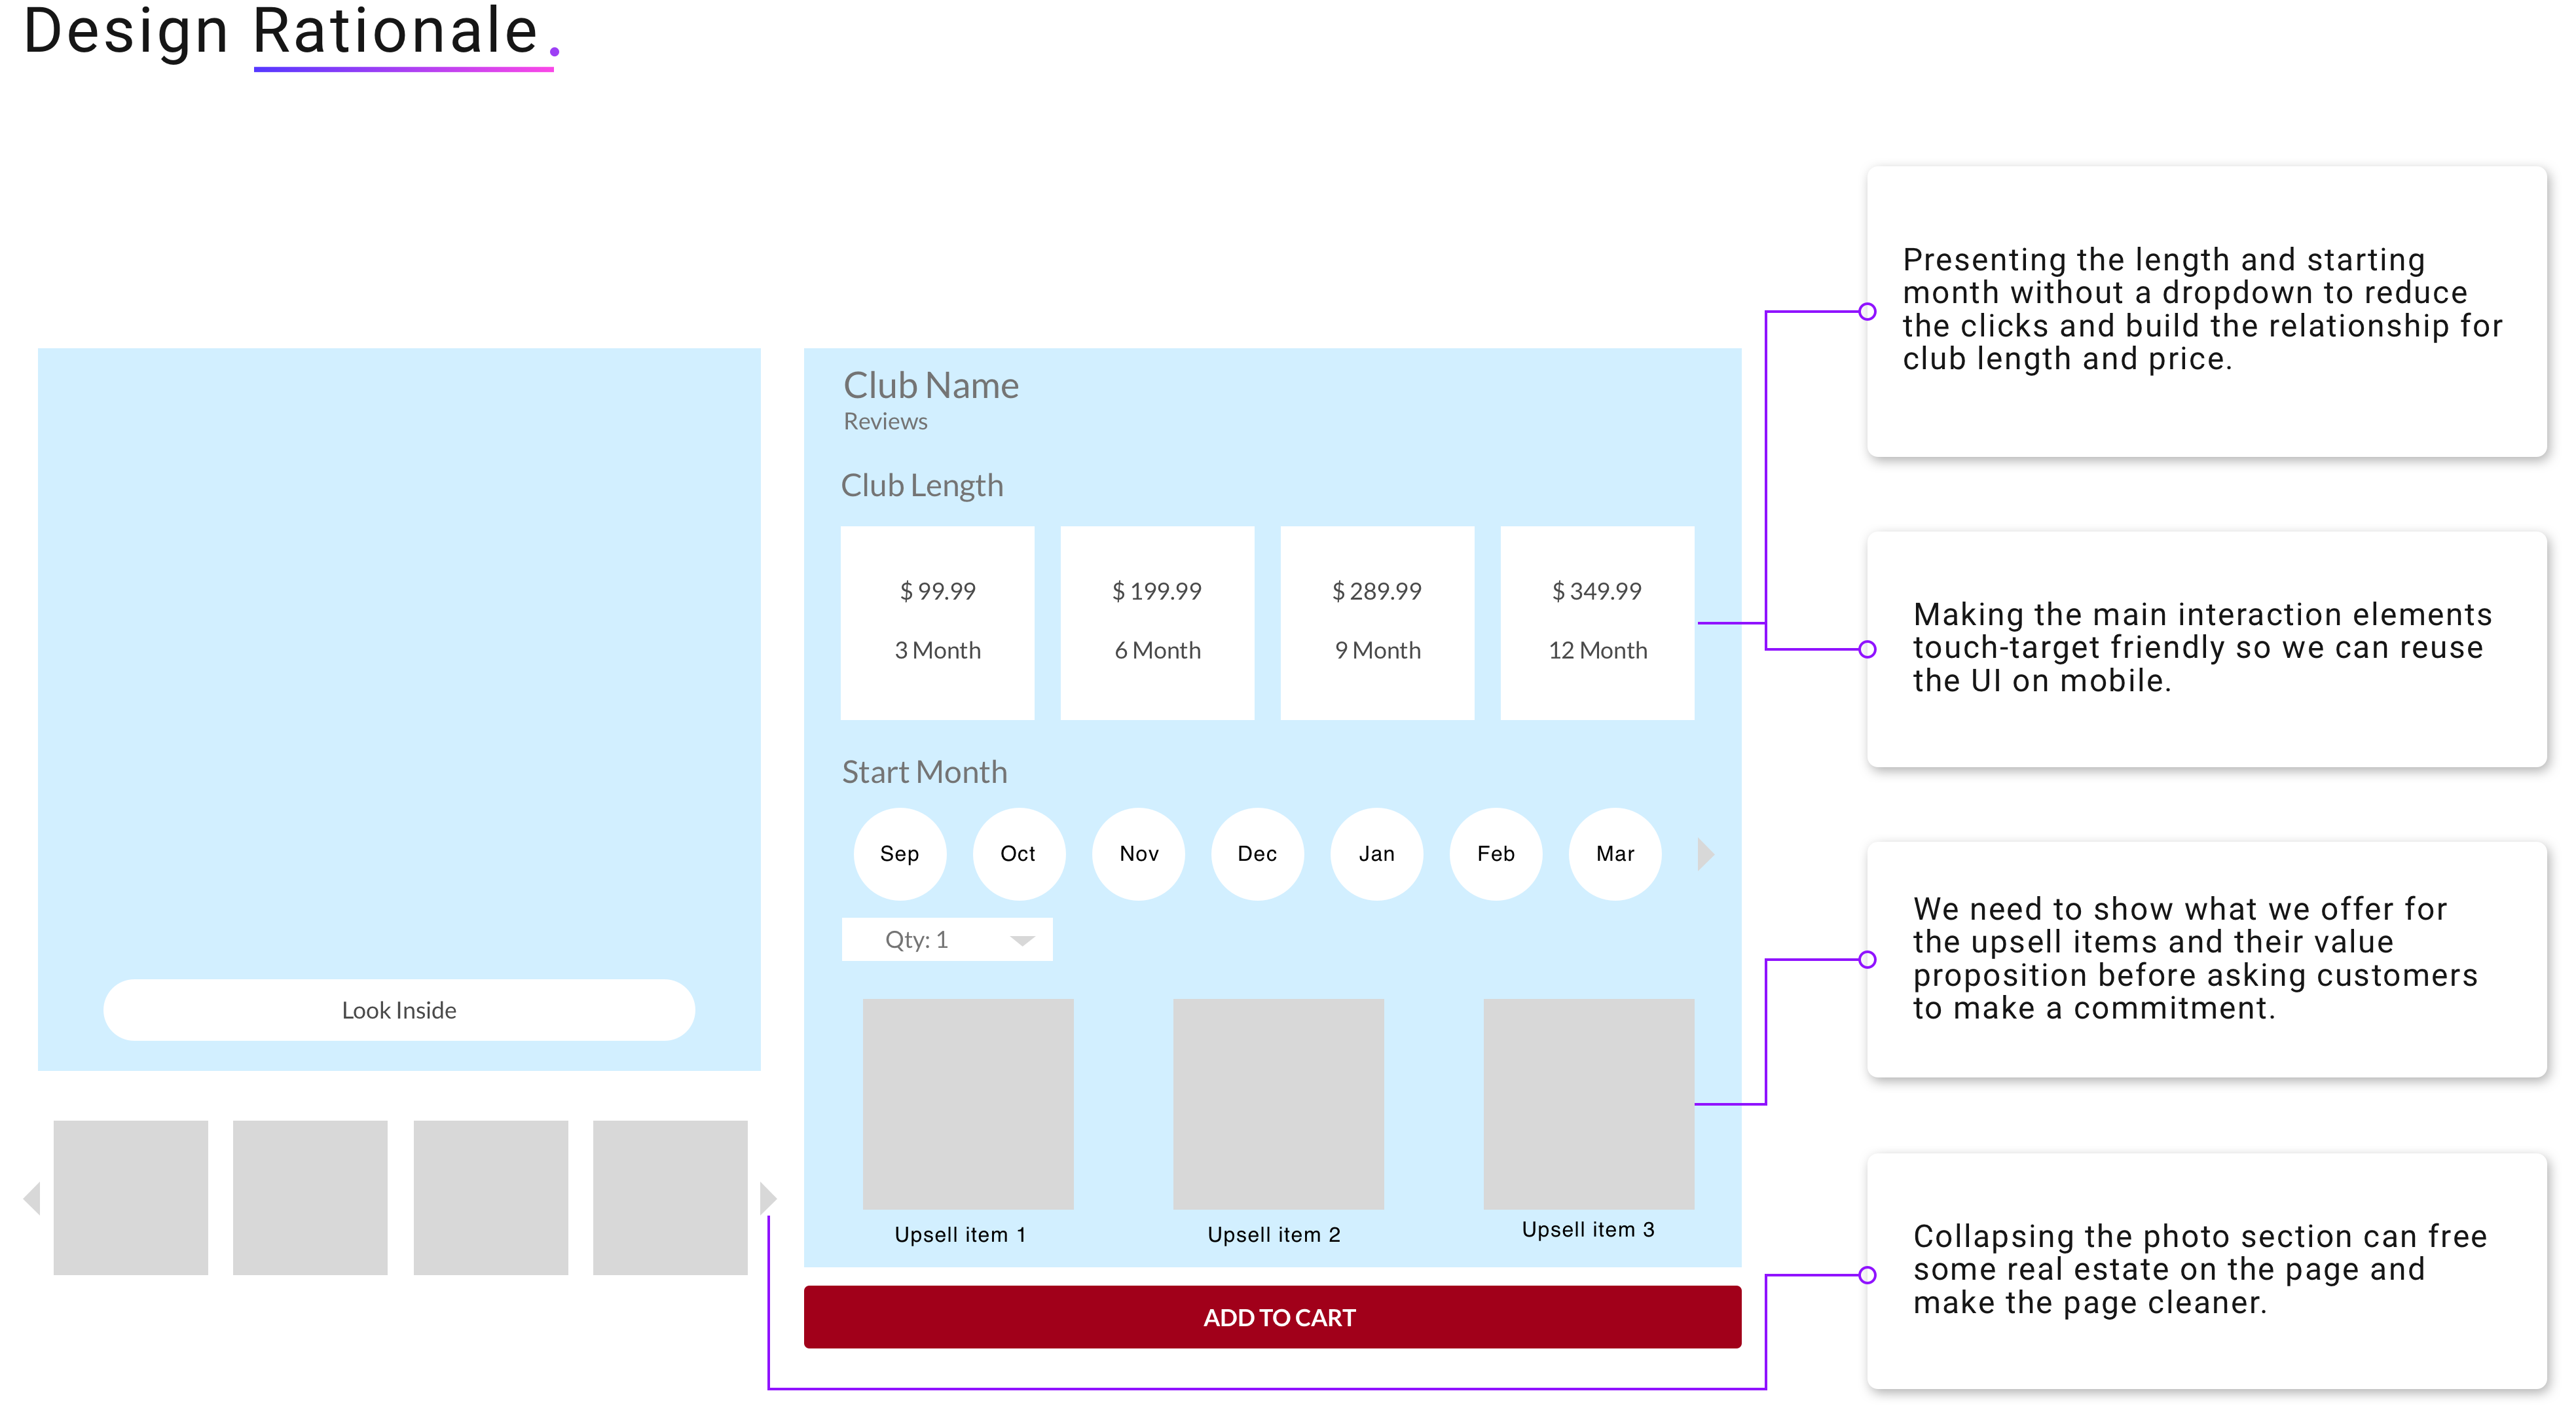 Design Rationale.
Club Name
Reviews
Club Length
$ 99.99
3 Month
$ 199.99
6 Month
$ 289.99
9 Month
$ 349.99
12 Month
Start Month
Sep Oct Nov Dec Jan Feb Mar
Qty: 1
Look Inside
Upsell item 1
Upsell item 2
Upsell item 3
ADD TO CART
Presenting the length and starting
month without a dropdown to reduce
the clicks and build the relationship for
club length and price.
Making the main interaction elements
touch-target friendly so we can reuse
the UI on mobile.
We need to show what we offer for
the upsell items and their value
proposition before asking customers
to make a commitment.
Collapsing the photo section can free
some real estate on the page and
make the page cleaner.